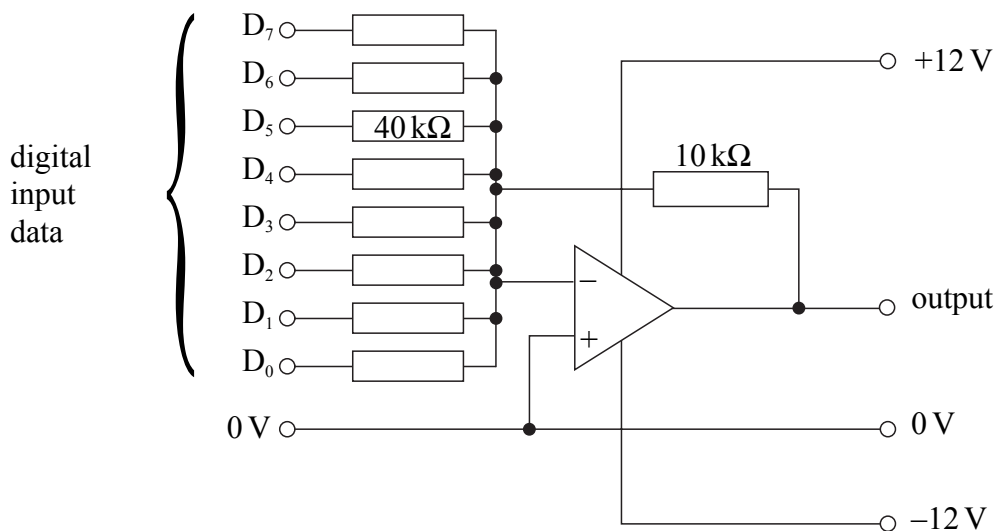 D₇
D₆
D₅
40 kΩ
D₄
D₃
D₂
D₁
D₀
0 V
digital
input
data
10 kΩ
−
+
+12 V
output
0 V
–12 V